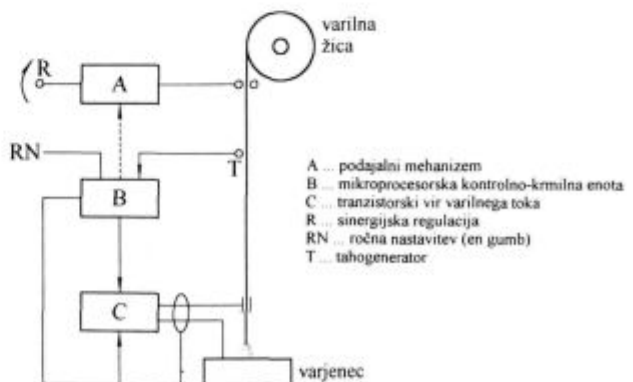 varilna
žica
R
A
RN
T
B
C
varjenec
A ... podajalni mehanizem
B ... mikroprocesorska kontrolno-krmilna enota
C ... tranzistorski vir varilnega toka
R ... sinergijska regulacija
RN ... ročna nastavitev (en gumb)
T ... tahogenerator